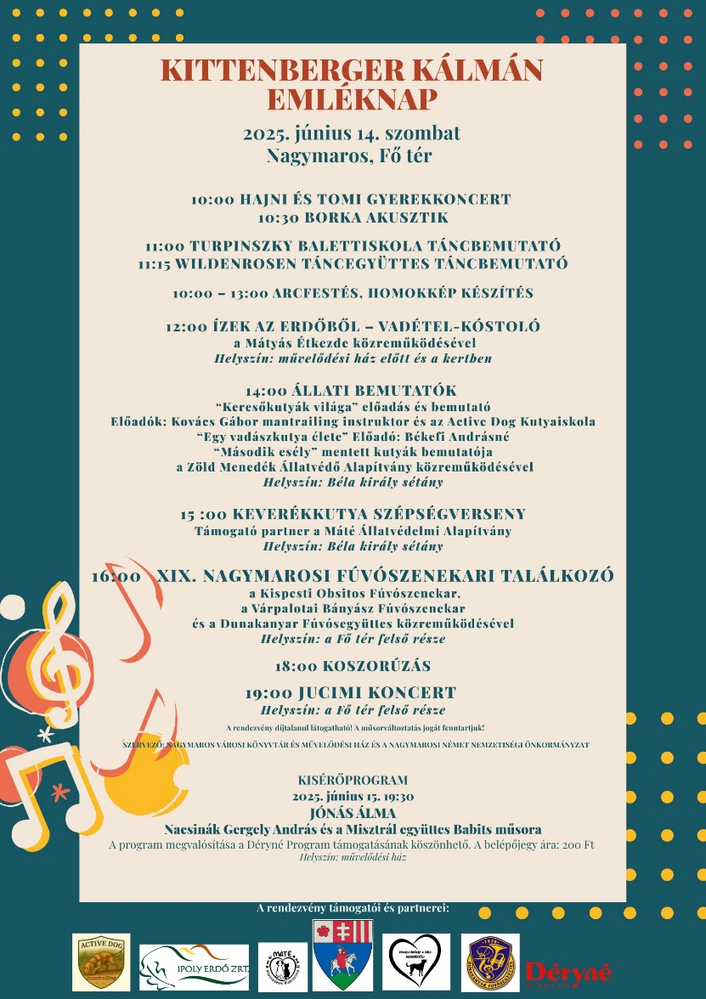 KITTENBERGER KÁLMÁN
EMLÉKNAP
2025. június 14. szombat
Nagymaros, Fő tér
10:00 HAJNI ÉS TOMI GYEREKKONCERT
10:30 BORKA AKUSZTIK
11:00 TURPINSZKY BALETTISKOLA TÁNCBEMUTATÓ
11:15 WILDENROSEN TÁNCEGYÜTTES TÁNCBEMUTATÓ
10:00 – 13:00 ARCFESTÉS, HOMOKKÉP KÉSZÍTÉS
12:00 ÍZEK AZ ERDŐBŐL – VADÉTEL-KÓSTOLÓ
a Mátyás Étkezde közreműködésével
Helyszín: művelődési ház előtt és a kertben
14:00 ÁLLATI BEMUTATÓK
“Keresőkutyák világa” előadás és bemutató
Előadók: Kovács Gábor mantrailing instruktor és az Active Dog Kutyaiskola
“Egy vadászkutya élete” Előadó: Békefi Andrásné
“Második esély” mentett kutyák bemutatója
a Zöld Menedék Állatvédő Alapítvány közreműködésével
Helyszín: Béla király sétány
15 :00 KEVERÉKKUTYA SZÉPSÉGVERSENY
Támogató partner a Máté Állatvédelmi Alapítvány
Helyszín: Béla király sétány
16:00 XIX. NAGYMAROSI FÚVÓSZENEKARI TALÁLKOZÓ
a Kispesti Obsitos Fúvószenekar,
a Várpalotai Bányász Fúvószenekar
és a Dunakanyar Fúvósegyüttes közreműködésével
Helyszín: a Fő tér felső része
18:00 KOSZORÚZÁS
19:00 JUCIMI KONCERT
Helyszín: a Fő tér felső része
A rendezvény díjtalanul látogatható! A műsorváltoztatás jogát fenntartjuk!
SZERVEZŐ: NAGYMAROS VÁROSI KÖNYVTÁR ÉS MŰVELŐDÉSI HÁZ ÉS A NAGYMAROSI NÉMET NEMZETISÉGI ÖNKORMÁNYZAT
KISÉRŐPROGRAM
2025. június 15. 19:30
JÓNÁS ÁLMA
Nacsinák Gergely András és a Misztrál együttes Babits műsora
A program megvalósítása a Déryné Program támogatásának köszönhető. A belépőjegy ára: 200 Ft
Helyszín: művelődési ház
A rendezvény támogatói és partnerei:
ACTIVE DOG
mantrailing
IPOLY ERDŐ ZRT.
MÁTÉ
1978
Déryné